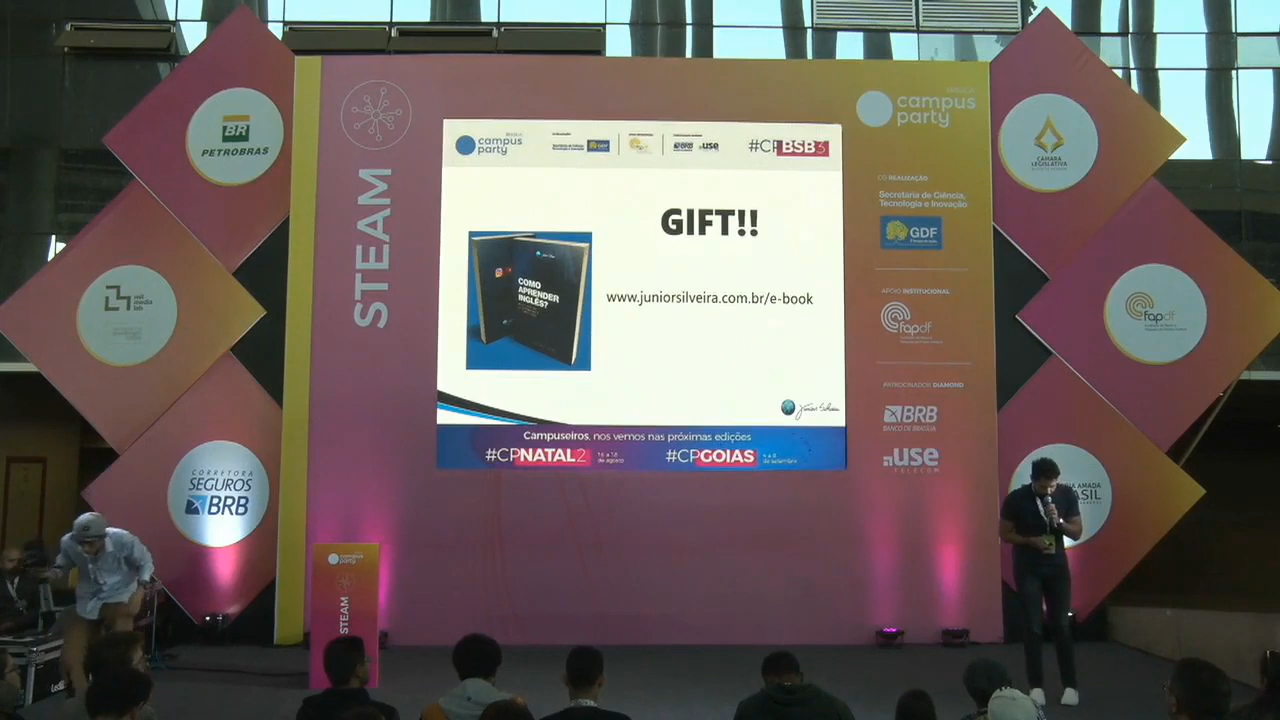 BR
PETROBRAS
STEAM
campus
party
#CPBSB3
GIFT!!
COMO
APRENDER
INGLÊS?
www.juniorsilveira.com.br/e-book
Campuseiros, nos vemos nas próximas edições
#CPNATAL2
#CPGOIAS
BRASÍLIA
campus
party
CO REALIZAÇÃO
Secretaria de Ciência,
Tecnologia e Inovação
GDF
APOIO INSTITUCIONAL
fapdf
PATROCINADOR DIAMOND
BRB
BANCO DE BRASÍLIA
USE
TELECOM
CÂMARA
LEGISLATIVA
fapdf
CORRETORA
SEGUROS
BRB
campus
party
STEAM